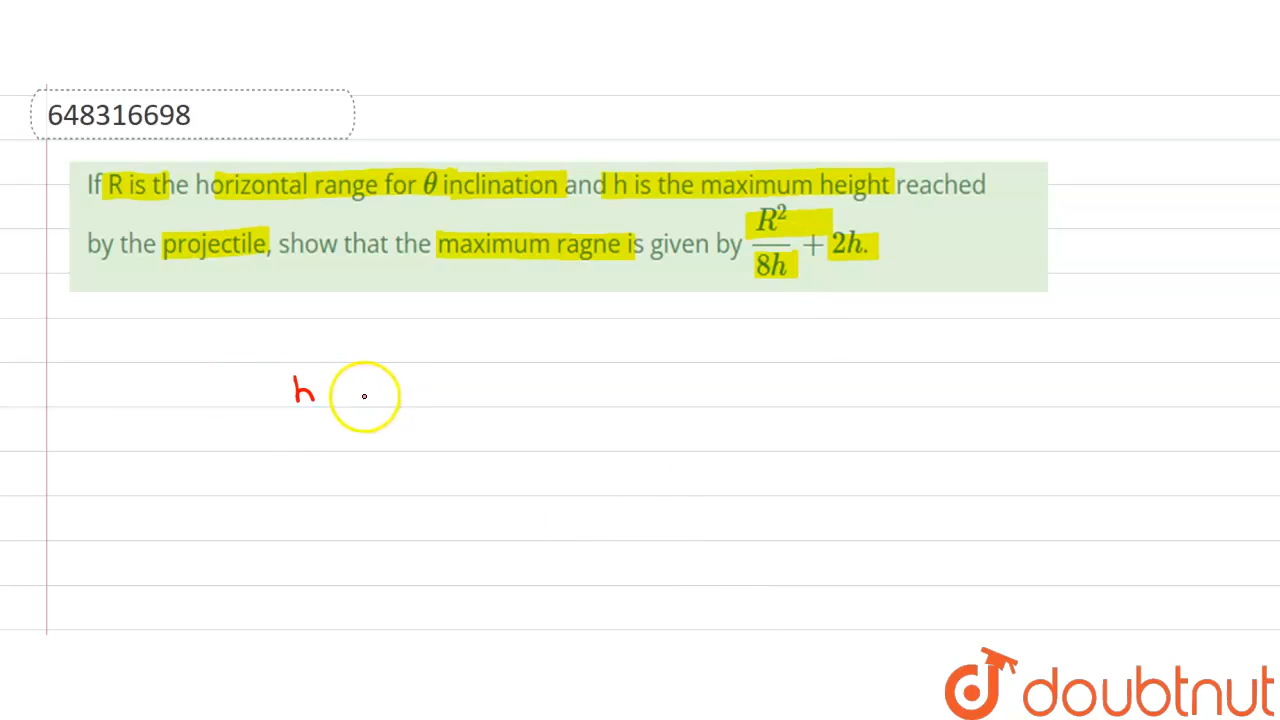 648316698
If R is the horizontal range for θ inclination and h is the maximum height reached
by the projectile, show that the maximum ragne is given by R²/8h + 2h.
h
doubtnut